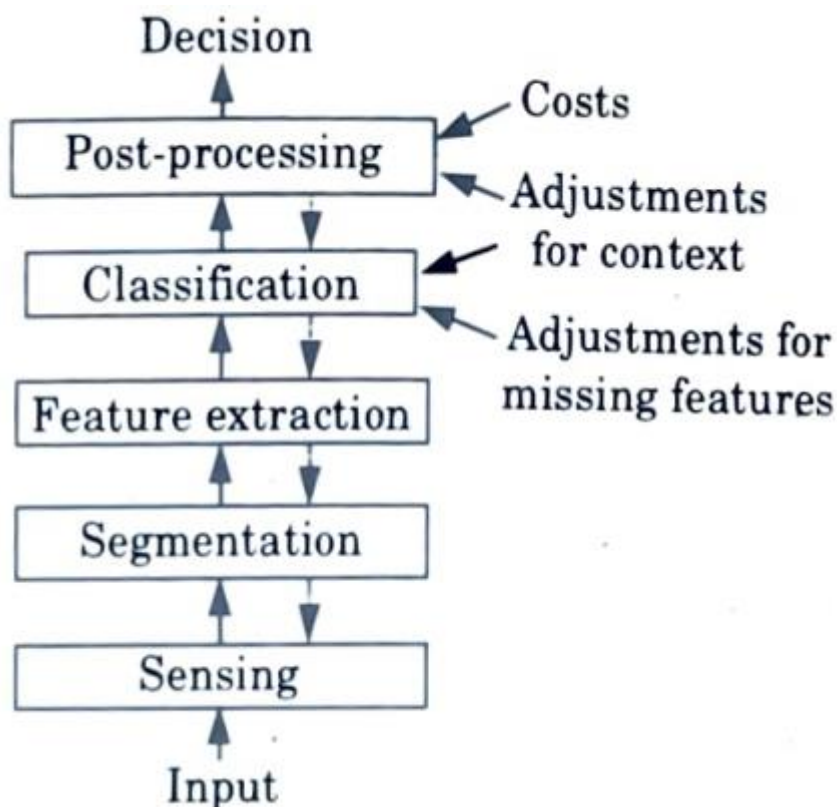 Decision
Costs
Post-processing
Adjustments
for context
Classification
Adjustments for
missing features
Feature extraction
Segmentation
Sensing
Input